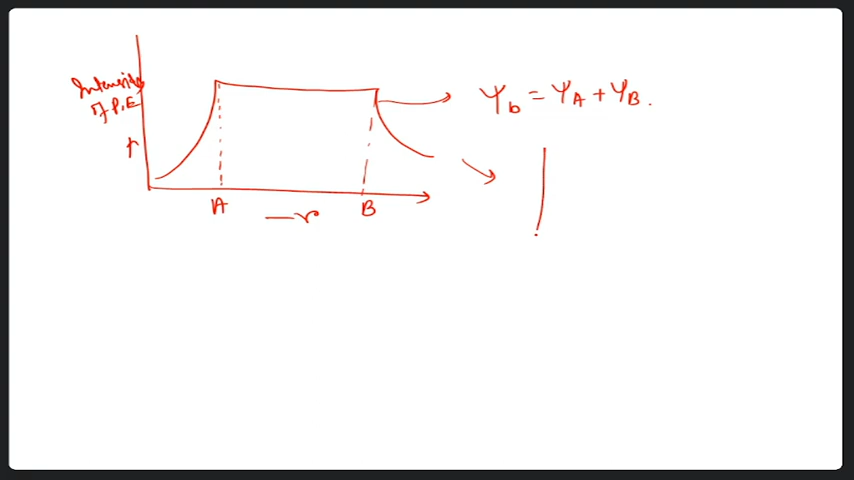 Intensity
of P.E
ψb = ψA + ψB.
A
B
r